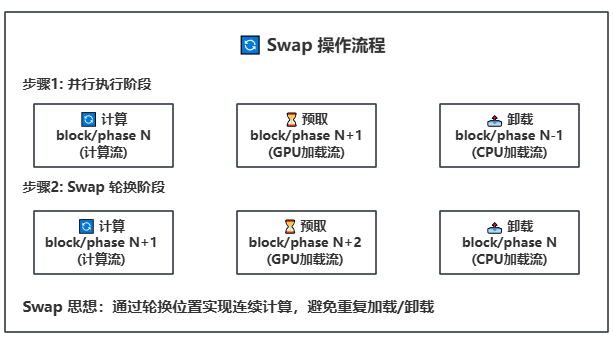 🔄 Swap 操作流程
步骤1: 并行执行阶段
🔄 计算
block/phase N
(计算流)
⏳ 预取
block/phase N+1
(GPU加载流)
📤 卸载
block/phase N-1
(CPU加载流)
步骤2: Swap 轮换阶段
🔄 计算
block/phase N+1
(计算流)
⏳ 预取
block/phase N+2
(GPU加载流)
📤 卸载
block/phase N
(CPU加载流)
Swap 思想：通过轮换位置实现连续计算，避免重复加载/卸载